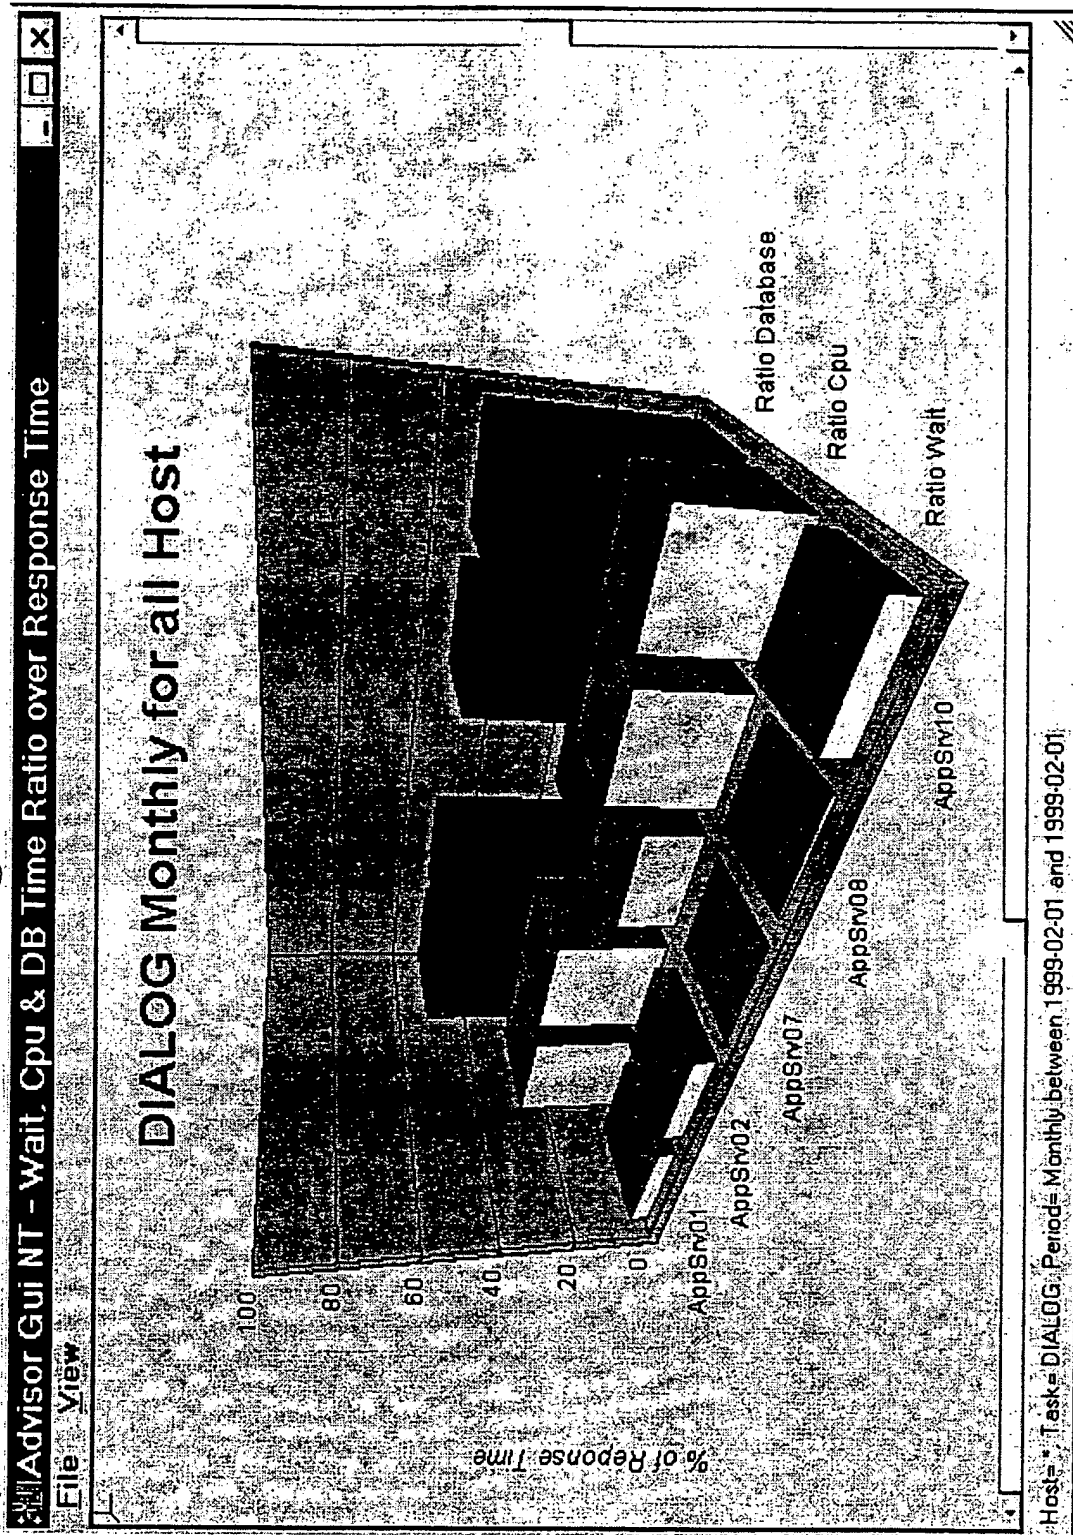 Advisor Gui NT - Wait, Cpu & DB Time Ratio over Response Time
File View
DIALOG Monthly for all Host
% of Reponse Time
100
80
60
40
20
0
AppSrv01
AppSrv02
AppSrv07
AppSrv08
AppSrv10
Ratio Database
Ratio Cpu
Ratio Wait
Host= * Task= DIALOG Period= Monthly between 1999-02-01 and 1999-02-01